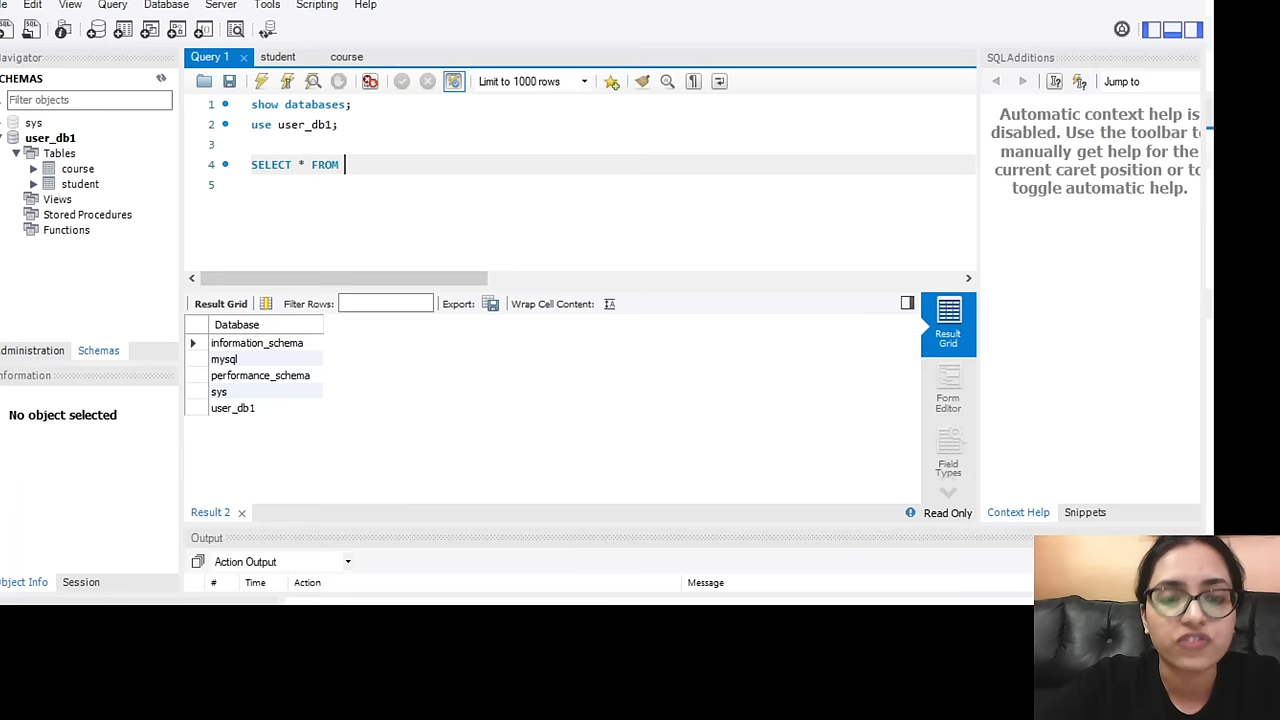 Edit View Query Database Server Tools Scripting Help
Query 1 student course
SCHEMAS
Limit to 1000 rows
SQLAdditions
Jump to
Filter objects
sys
user_db1
Tables
course
student
Views
Stored Procedures
Functions
1 show databases;
2 use user_db1;
3
4 SELECT * FROM
5
Automatic context help is
disabled. Use the toolbar to
manually get help for the
current caret position or to
toggle automatic help.
Result Grid Filter Rows: Export: Wrap Cell Content:
Database
information_schema
mysql
performance_schema
sys
user_db1
Result
Grid
Form
Editor
Field
Types
Administration Schemas
Information
No object selected
Result 2
Read Only
Context Help Snippets
Output
Action Output
# Time Action Message
Object Info Session